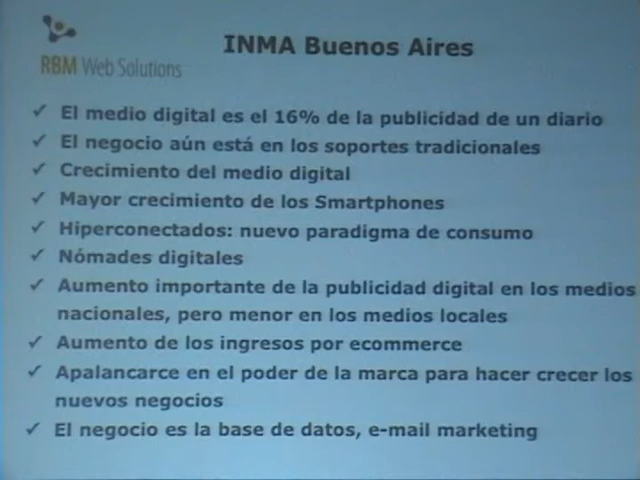 INMA Buenos Aires
RBM Web Solutions
✓ El medio digital es el 16% de la publicidad de un diario
✓ El negocio aún está en los soportes tradicionales
✓ Crecimiento del medio digital
✓ Mayor crecimiento de los Smartphones
✓ Hiperconectados: nuevo paradigma de consumo
✓ Nómades digitales
✓ Aumento importante de la publicidad digital en los medios
nacionales, pero menor en los medios locales
✓ Aumento de los ingresos por ecommerce
✓ Apalancarce en el poder de la marca para hacer crecer los
nuevos negocios
✓ El negocio es la base de datos, e-mail marketing